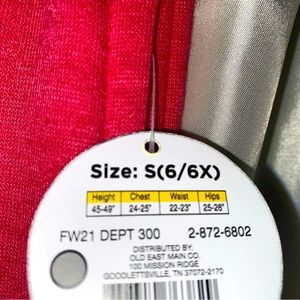 Size: S(6/6X)
Height Chest Waist Hips
45-49" 24-25" 22-23" 25-26"
FW21 DEPT 300 2-872-6802
DISTRIBUTED BY:
OLD EAST MAIN CO.
100 MISSION RIDGE
GOODLETTSVILLE, TN 37072-2170